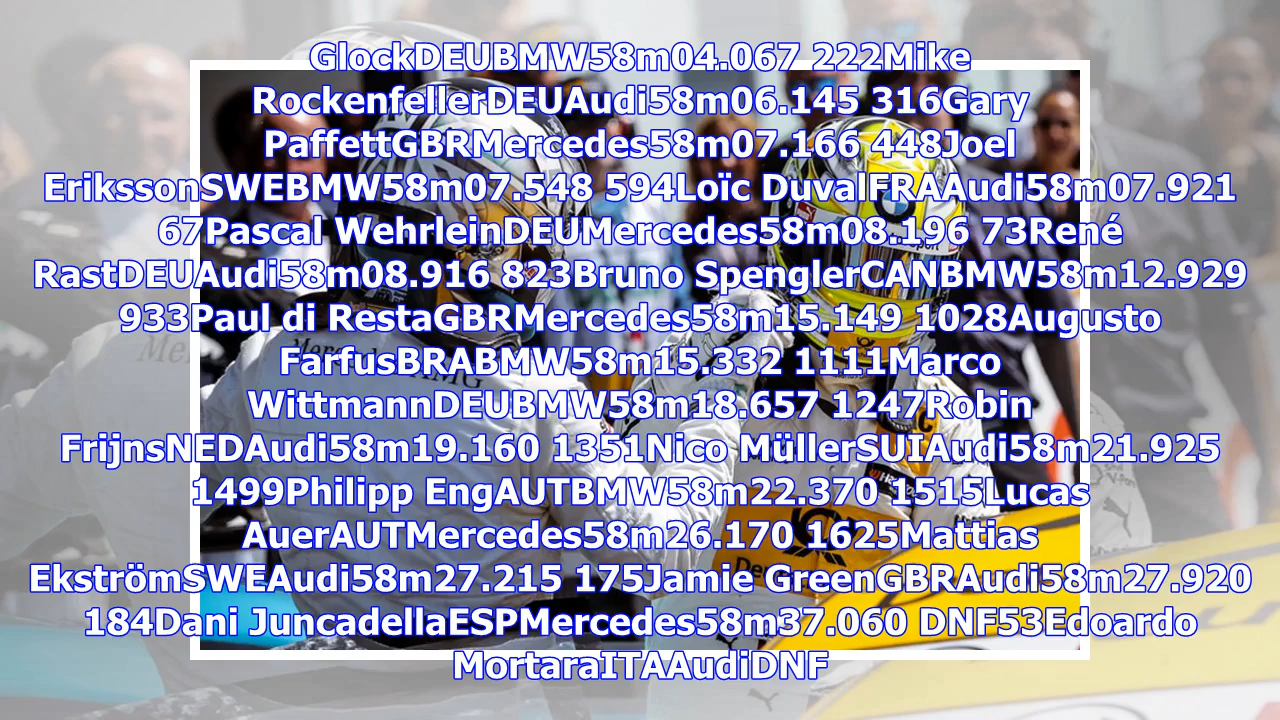 GlockDEUBMW58m04.067 222Mike
RockenfellerDEUAudi58m06.145 316Gary
PaffettGBRMercedes58m07.166 448Joel
ErikssonSWEBMW58m07.548 594Loïc DuvalFRAAudi58m07.921
67Pascal WehrleinDEUMercedes58m08.196 73René
RastDEUAudi58m08.916 823Bruno SpenglerCANBMW58m12.929
933Paul di RestaGBRMercedes58m15.149 1028Augusto
FarfusBRABMW58m15.332 1111Marco
WittmannDEUBMW58m18.657 1247Robin
FrijnsNEDAudi58m19.160 1351Nico MüllerSUIAudi58m21.925
1499Philipp EngAUTBMW58m22.370 1515Lucas
AuerAUTMercedes58m26.170 1625Mattias
EkströmSWEAudi58m27.215 175Jamie GreenGBRAudi58m27.920
184Dani JuncadellaESPMercedes58m37.060 DNF53Edoardo
MortaraITAAudiDNF